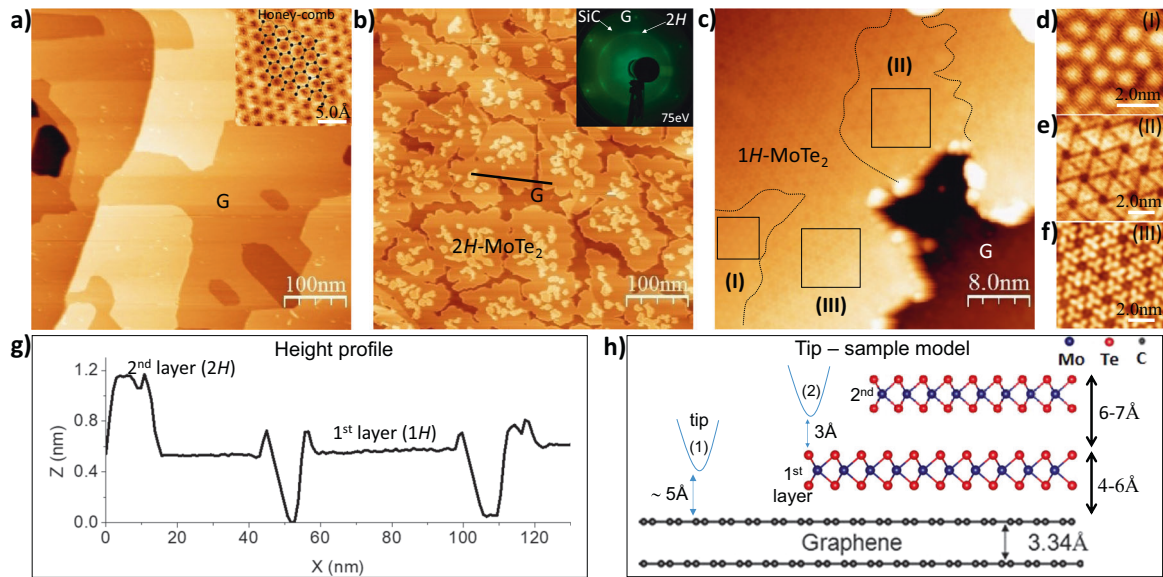 a)
Honey-comb
5.0Å
G
100nm
b)
SiC G 2H
75eV
G
2H-MoTe2
100nm
c)
(II)
1H-MoTe2
(I)
(III)
G
8.0nm
d)
(I)
2.0nm
e)
(II)
2.0nm
f)
(III)
2.0nm
g)
Height profile
2nd layer (2H)
1st layer (1H)
Z (nm)
1.2
0.8
0.4
0.0
0 20 40 60 80 100 120
X (nm)
h)
Tip – sample model
Mo Te C
(2)
2nd
6-7Å
tip
(1)
3Å
1st
layer
~ 5Å
4-6Å
Graphene
3.34Å